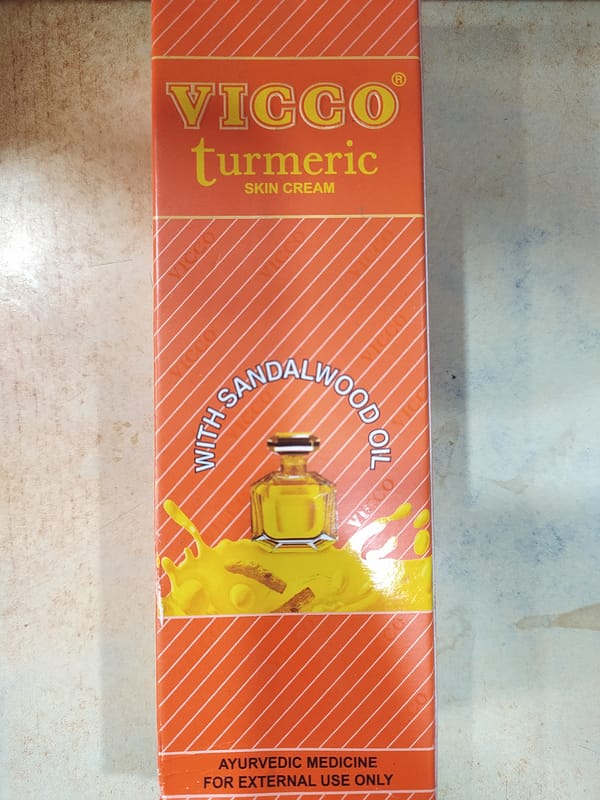 VICCO®
turmeric
SKIN CREAM
WITH SANDALWOOD OIL
AYURVEDIC MEDICINE
FOR EXTERNAL USE ONLY